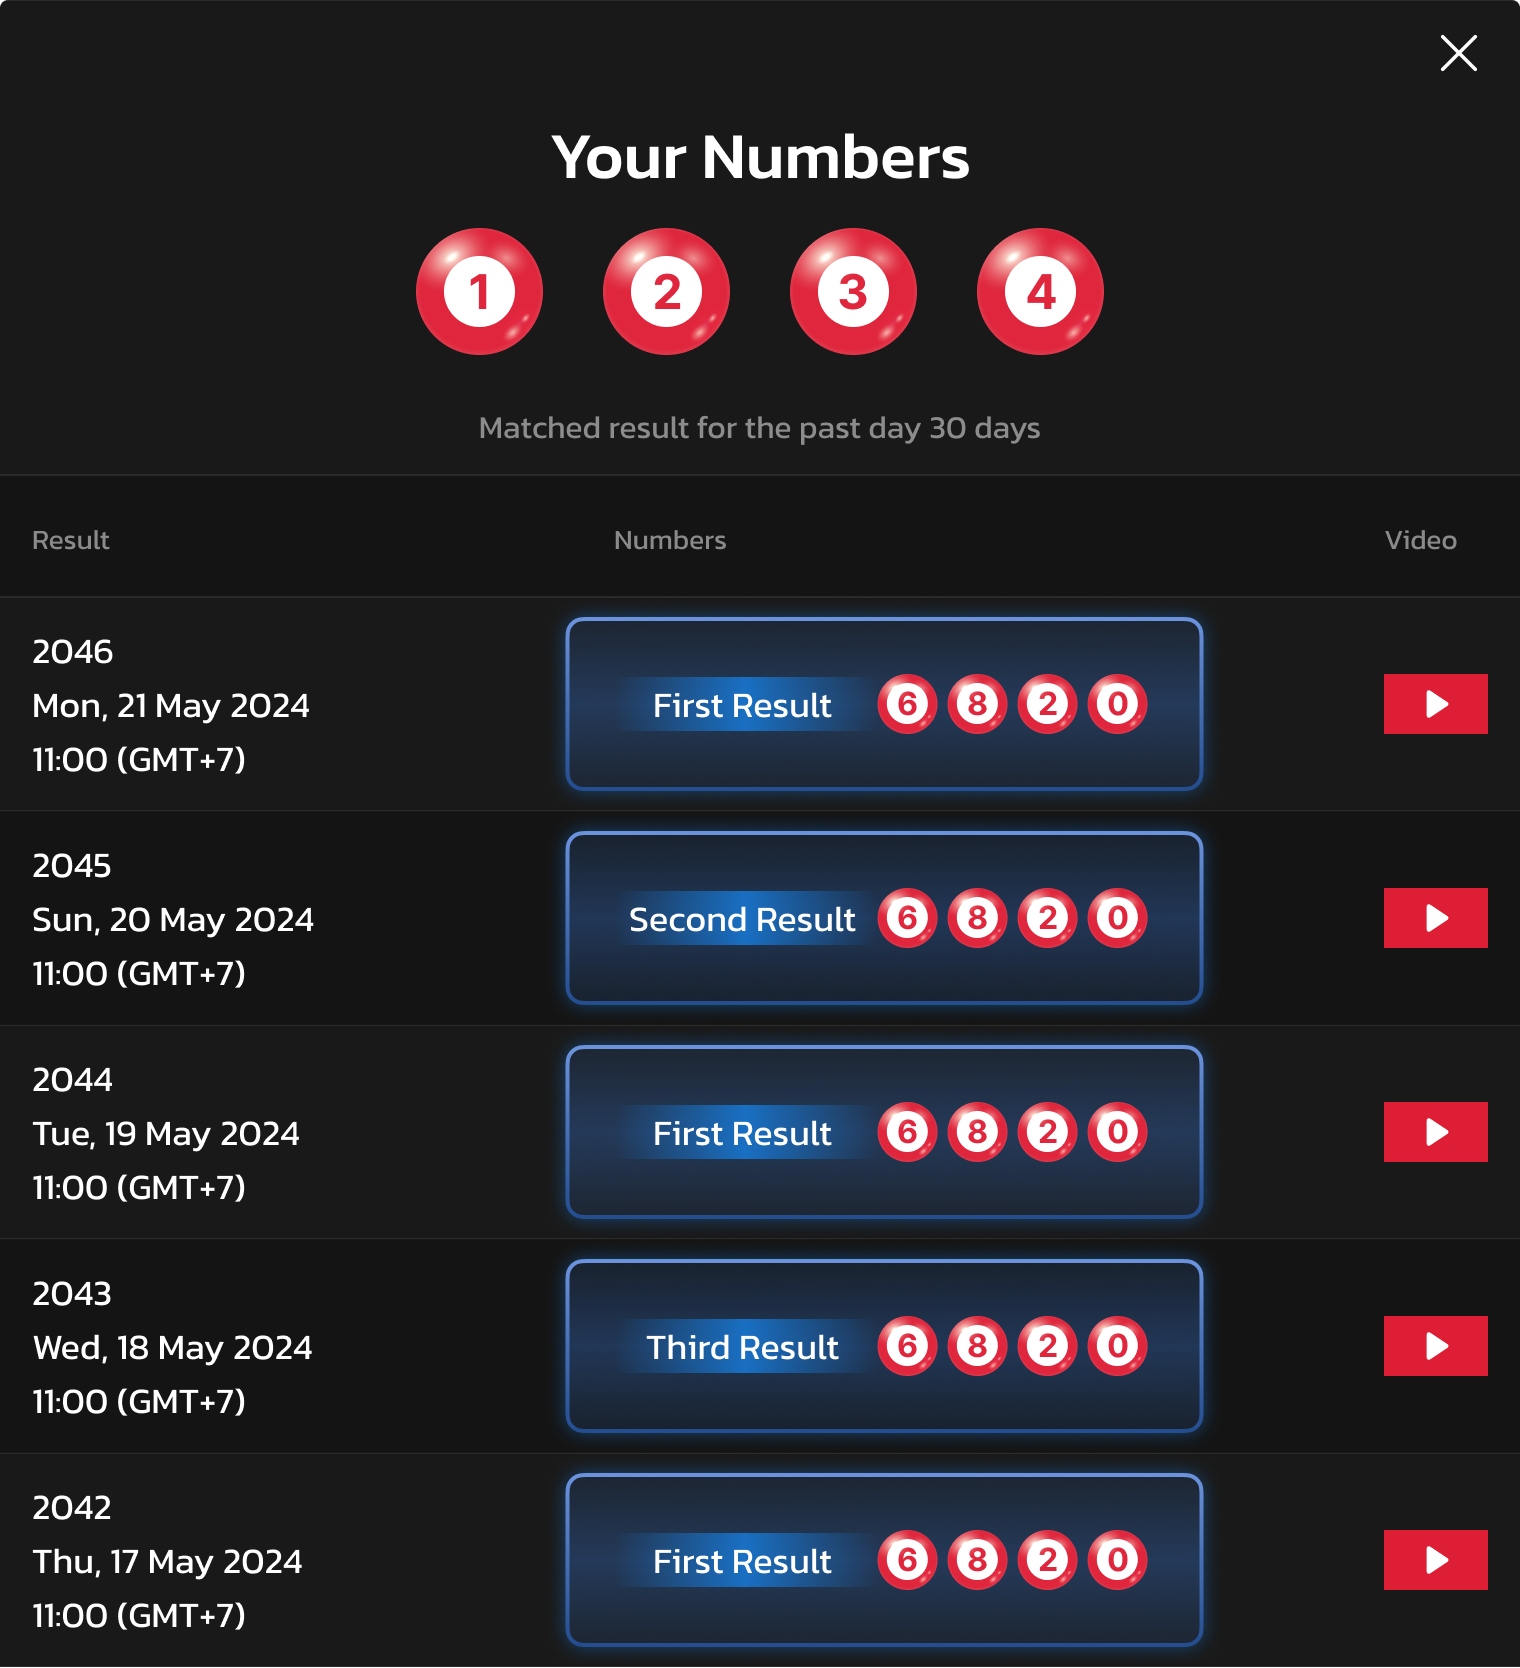 Your Numbers
1 2 3 4
Matched result for the past day 30 days
Result Numbers Video
2046
Mon, 21 May 2024
11:00 (GMT+7)
First Result 6 8 2 0
2045
Sun, 20 May 2024
11:00 (GMT+7)
Second Result 6 8 2 0
2044
Tue, 19 May 2024
11:00 (GMT+7)
First Result 6 8 2 0
2043
Wed, 18 May 2024
11:00 (GMT+7)
Third Result 6 8 2 0
2042
Thu, 17 May 2024
11:00 (GMT+7)
First Result 6 8 2 0